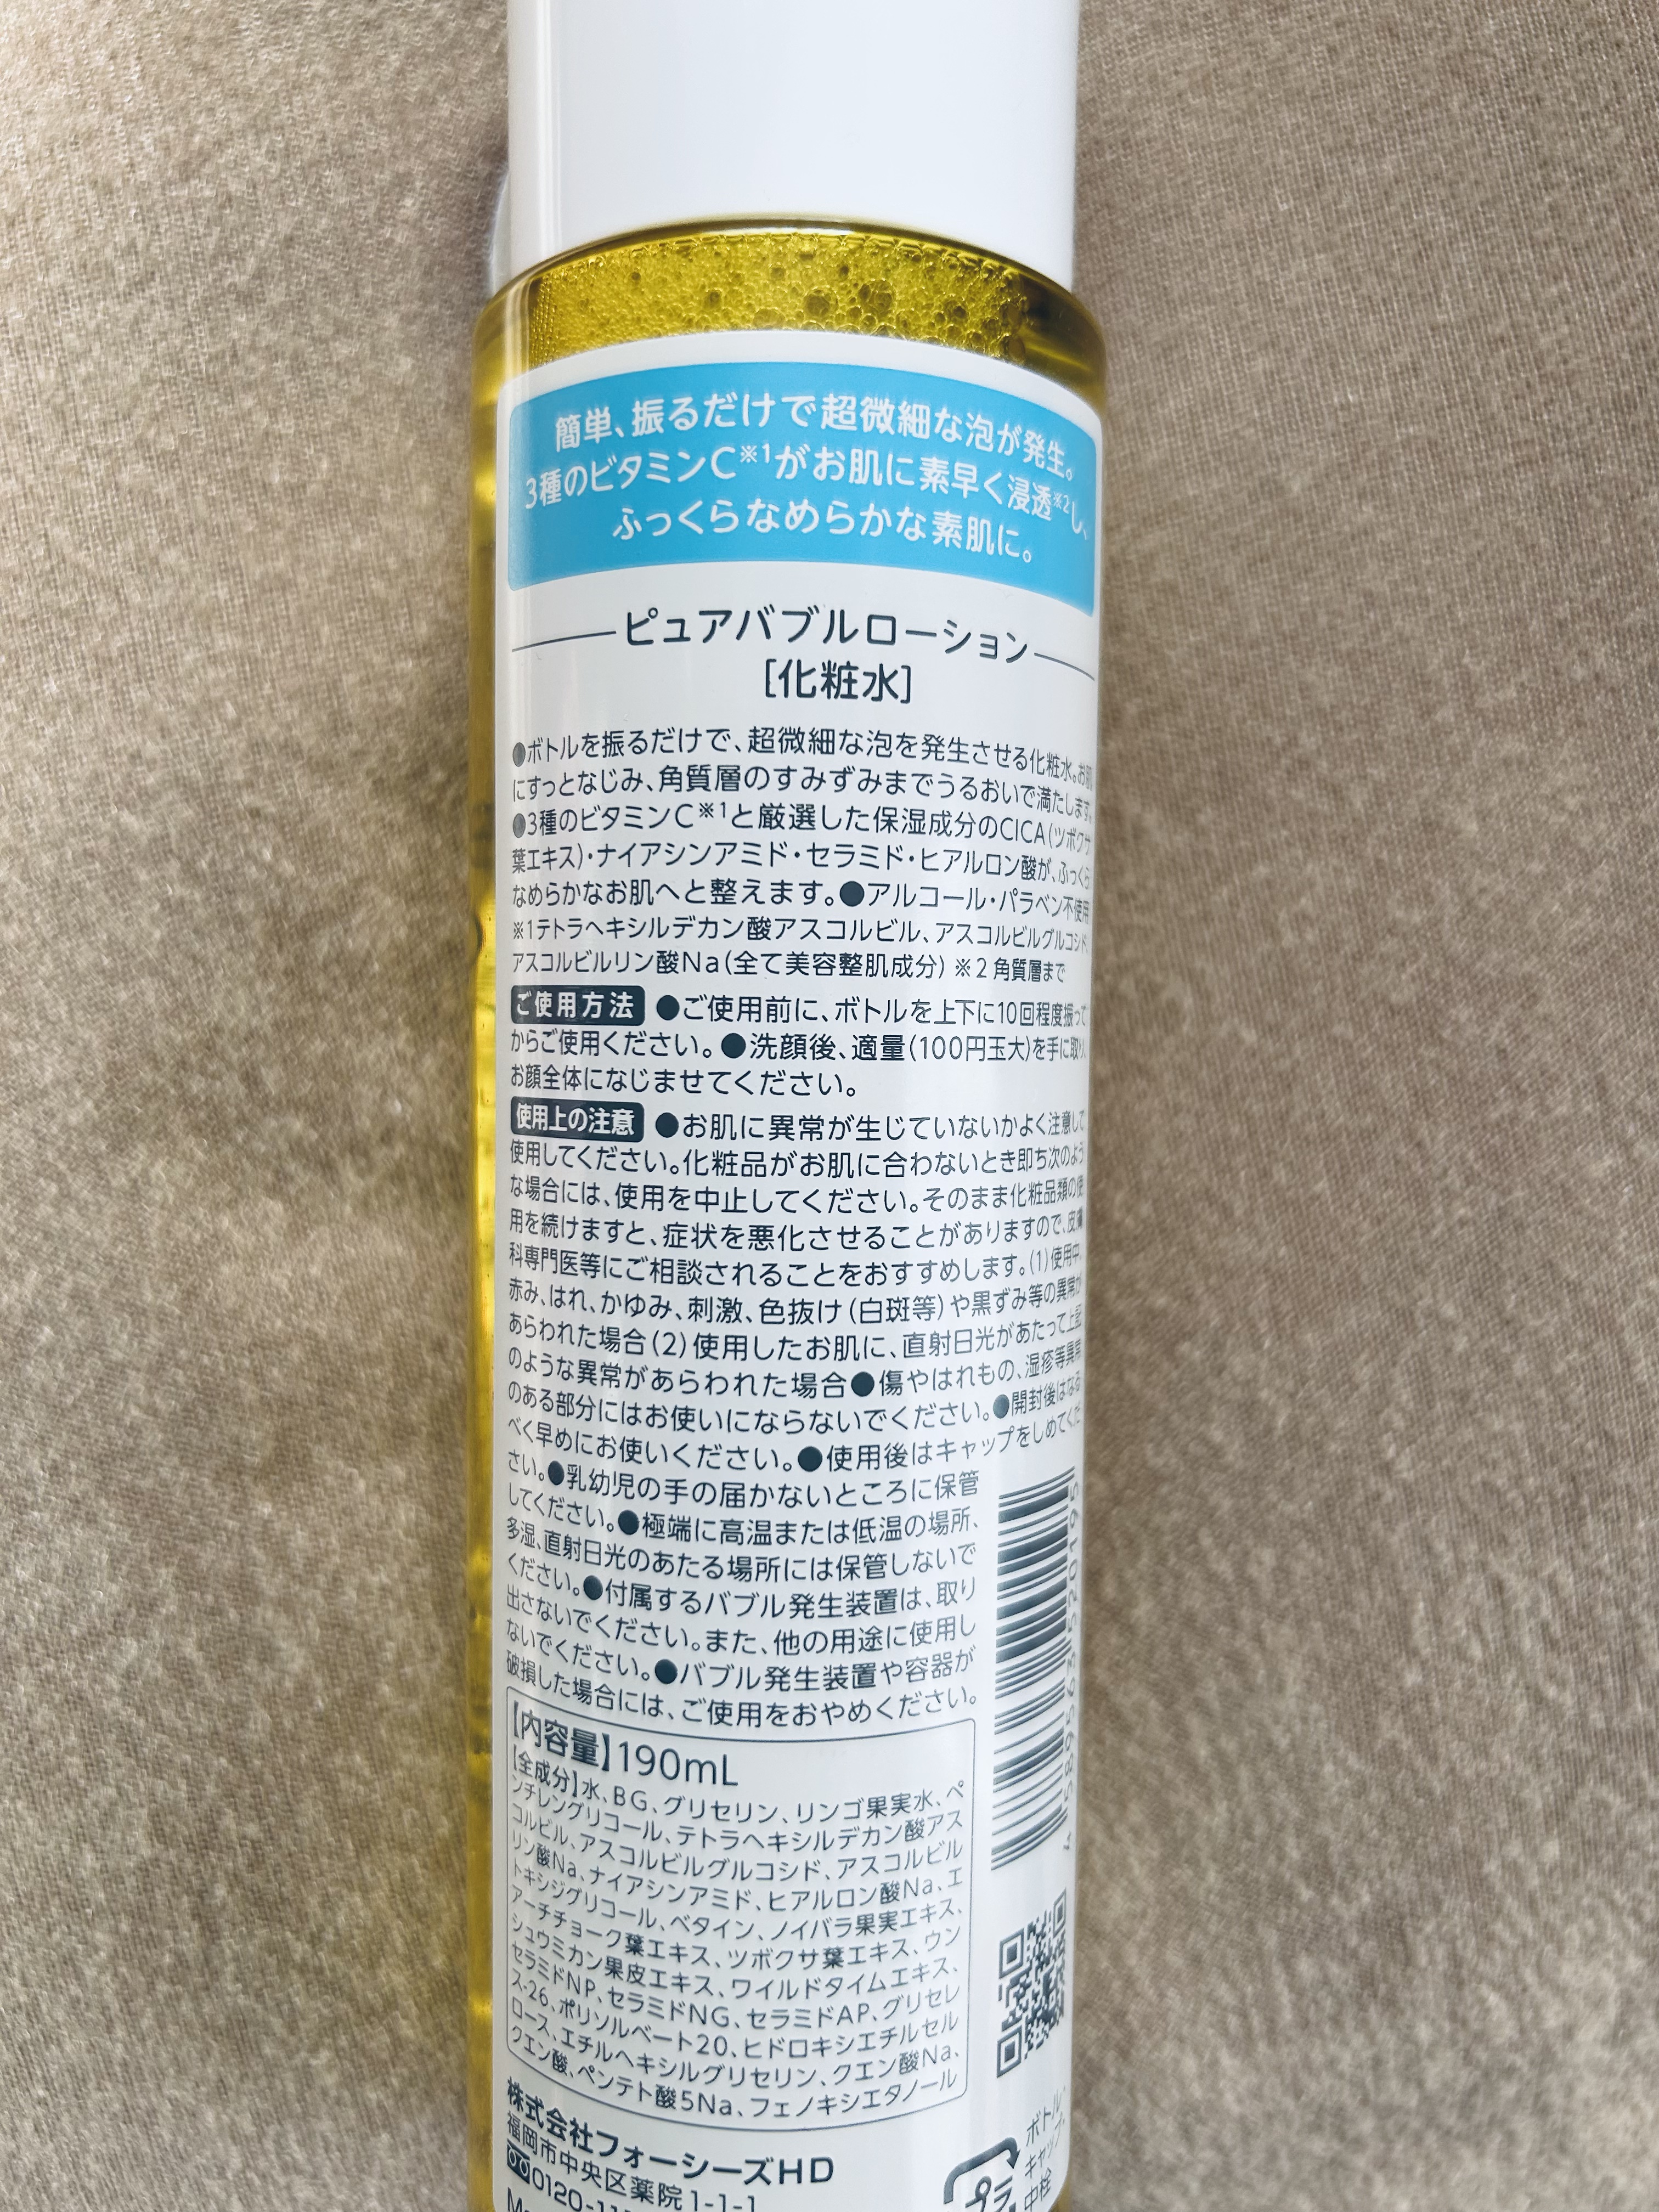 簡単、振るだけで超微細な泡が発生。
3種のビタミンC※1がお肌に素早く浸透※2し、
ふっくらなめらかな素肌に。
ピュアバブルローション
[化粧水]
●ボトルを振るだけで、超微細な泡を発生させる化粧水。お肌
にすっとなじみ、角質層のすみずみまでうるおいで満たします。
●3種のビタミンC※1と厳選した保湿成分のCICA(ツボクサ
葉エキス)・ナイアシンアミド・セラミド・ヒアルロン酸が、ふっくら
なめらかなお肌へと整えます。●アルコール・パラベン不使用
※1テトラヘキシルデカン酸アスコルビル、アスコルビルグルコシド、
アスコルビルリン酸Na(全て美容整肌成分) ※2 角質層まで
ご使用方法 ●ご使用前に、ボトルを上下に10回程度振って
からご使用ください。●洗顔後、適量(100円玉大)を手に取り、
お顔全体になじませてください。
使用上の注意 ●お肌に異常が生じていないかよく注意して
使用してください。化粧品がお肌に合わないとき即ち次のよう
な場合には、使用を中止してください。そのまま化粧品類の使
用を続けますと、症状を悪化させることがありますので、皮膚
科専門医等にご相談されることをおすすめします。(1)使用中、
赤み、はれ、かゆみ、刺激、色抜け(白斑等)や黒ずみ等の異常が
あらわれた場合(2)使用したお肌に、直射日光があたって上記
のような異常があらわれた場合●傷やはれもの、湿疹等異常
のある部分にはお使いにならないでください。●開封後はなる
べく早めにお使いください。●使用後はキャップをしめてくだ
さい。●乳幼児の手の届かないところに保管
してください。●極端に高温または低温の場所、
多湿、直射日光のあたる場所には保管しないで
ください。●付属するバブル発生装置は、取り
出さないでください。また、他の用途に使用し
ないでください。●バブル発生装置や容器が
破損した場合には、ご使用をおやめください。
【内容量】190mL
【全成分】水、BG、グリセリン、リンゴ果実水、ペ
ンチレングリコール、テトラヘキシルデカン酸アス
コルビル、アスコルビルグルコシド、アスコルビル
リン酸Na、ナイアシンアミド、ヒアルロン酸Na、エ
トキシジグリコール、ベタイン、ノイバラ果実エキス、
アーチチョーク葉エキス、ツボクサ葉エキス、ウン
シュウミカン果皮エキス、ワイルドタイムエキス、
セラミドNP、セラミドNG、セラミドAP、グリセレ
ス-26、ポリソルベート20、ヒドロキシエチルセル
ロース、エチルヘキシルグリセリン、クエン酸Na、
クエン酸、ペンテト酸5Na、フェノキシエタノール
株式会社フォーシーズHD
福岡市中央区薬院1-1-1
0120-11
4 589563 520195
プラ
ボトル、
キャップ、
中栓